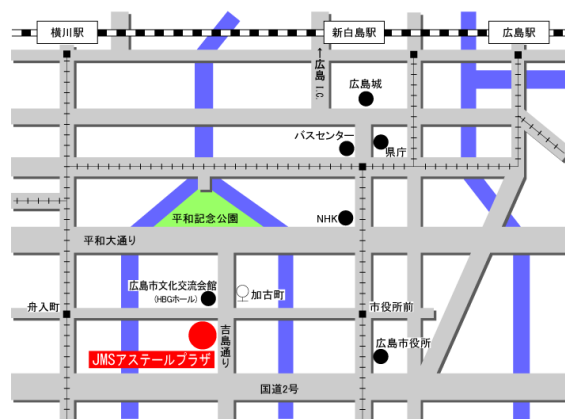 横川駅
新白島駅
広島駅
←広島I.C.
広島城
バスセンター
県庁
平和記念公園
NHK
平和大通り
広島市文化交流会館
(HBGホール)
加古町
舟入町
吉島通り
市役所前
JMSアステールプラザ
広島市役所
国道2号